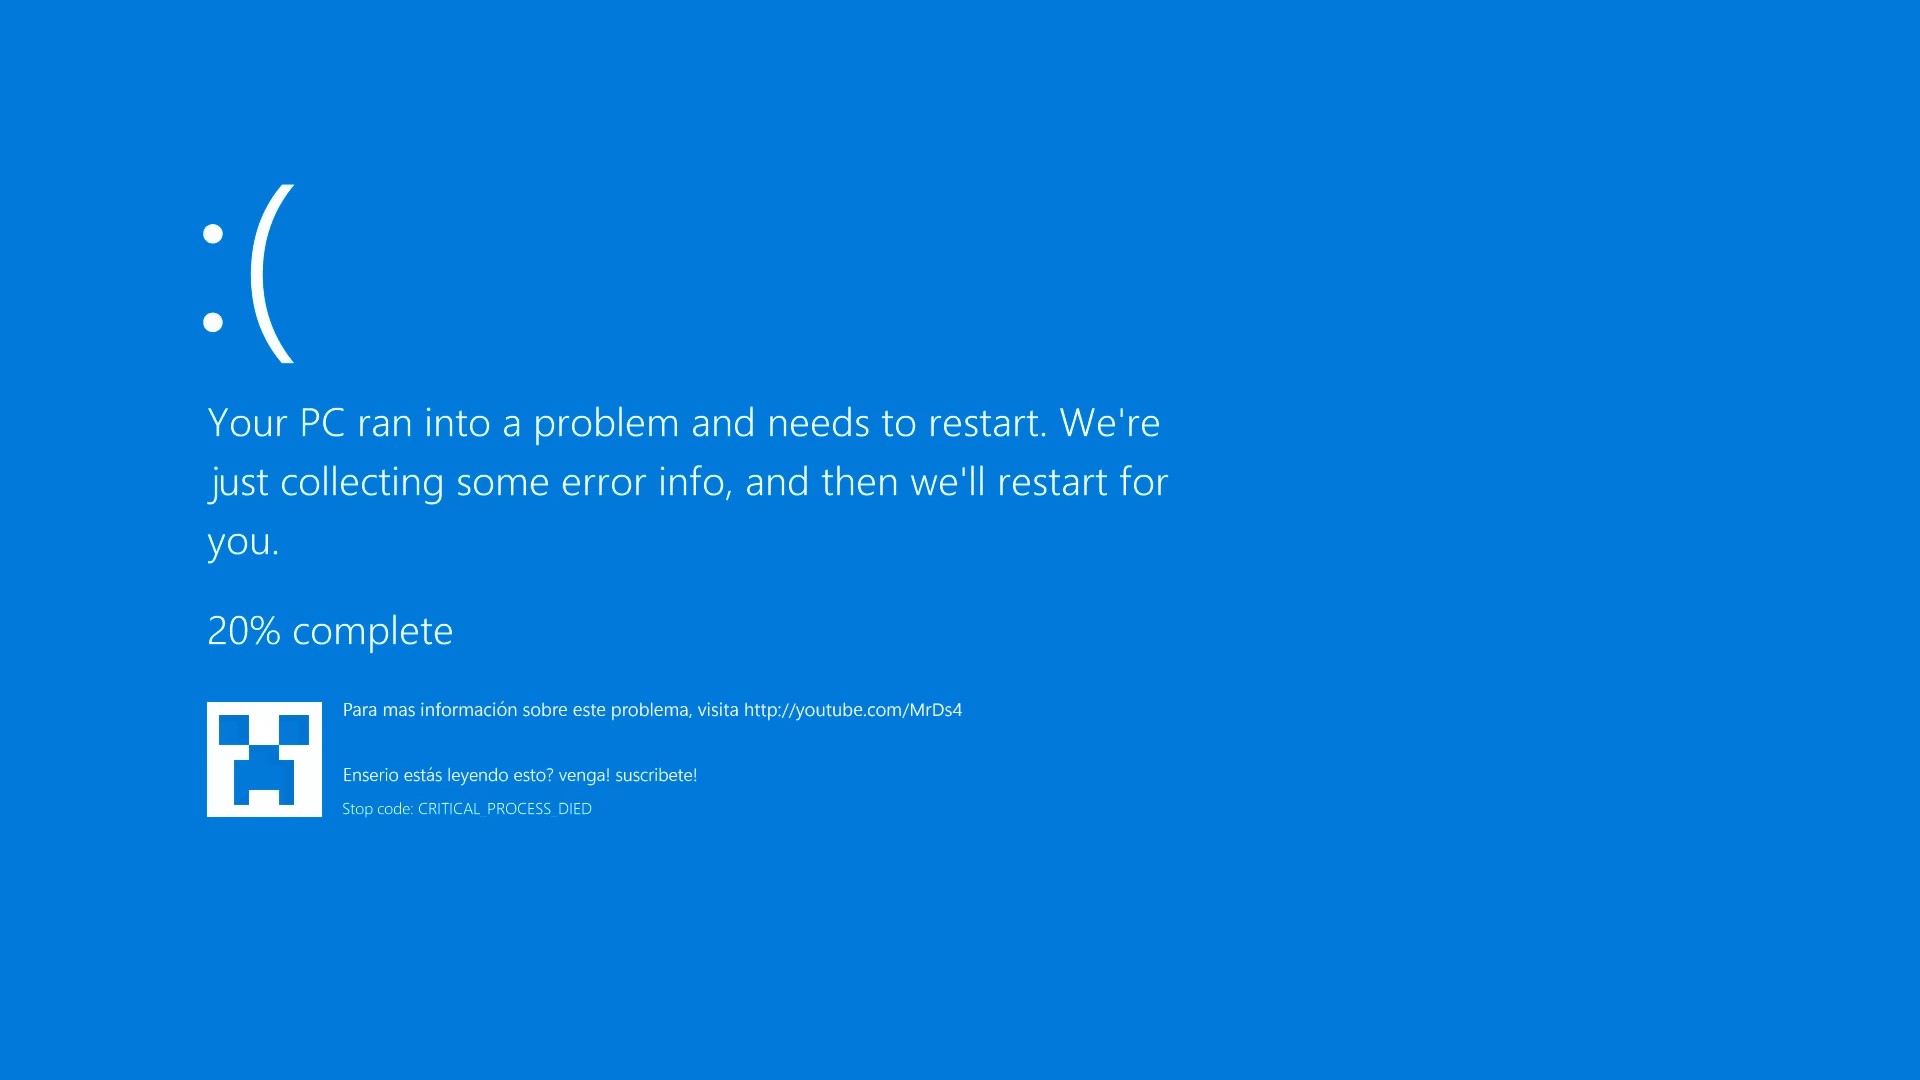 :(
Your PC ran into a problem and needs to restart. We're
just collecting some error info, and then we'll restart for
you.
20% complete
Para mas información sobre este problema, visita http://youtube.com/MrDs4
Enserio estás leyendo esto? venga! suscribete!
Stop code: CRITICAL_PROCESS_DIED